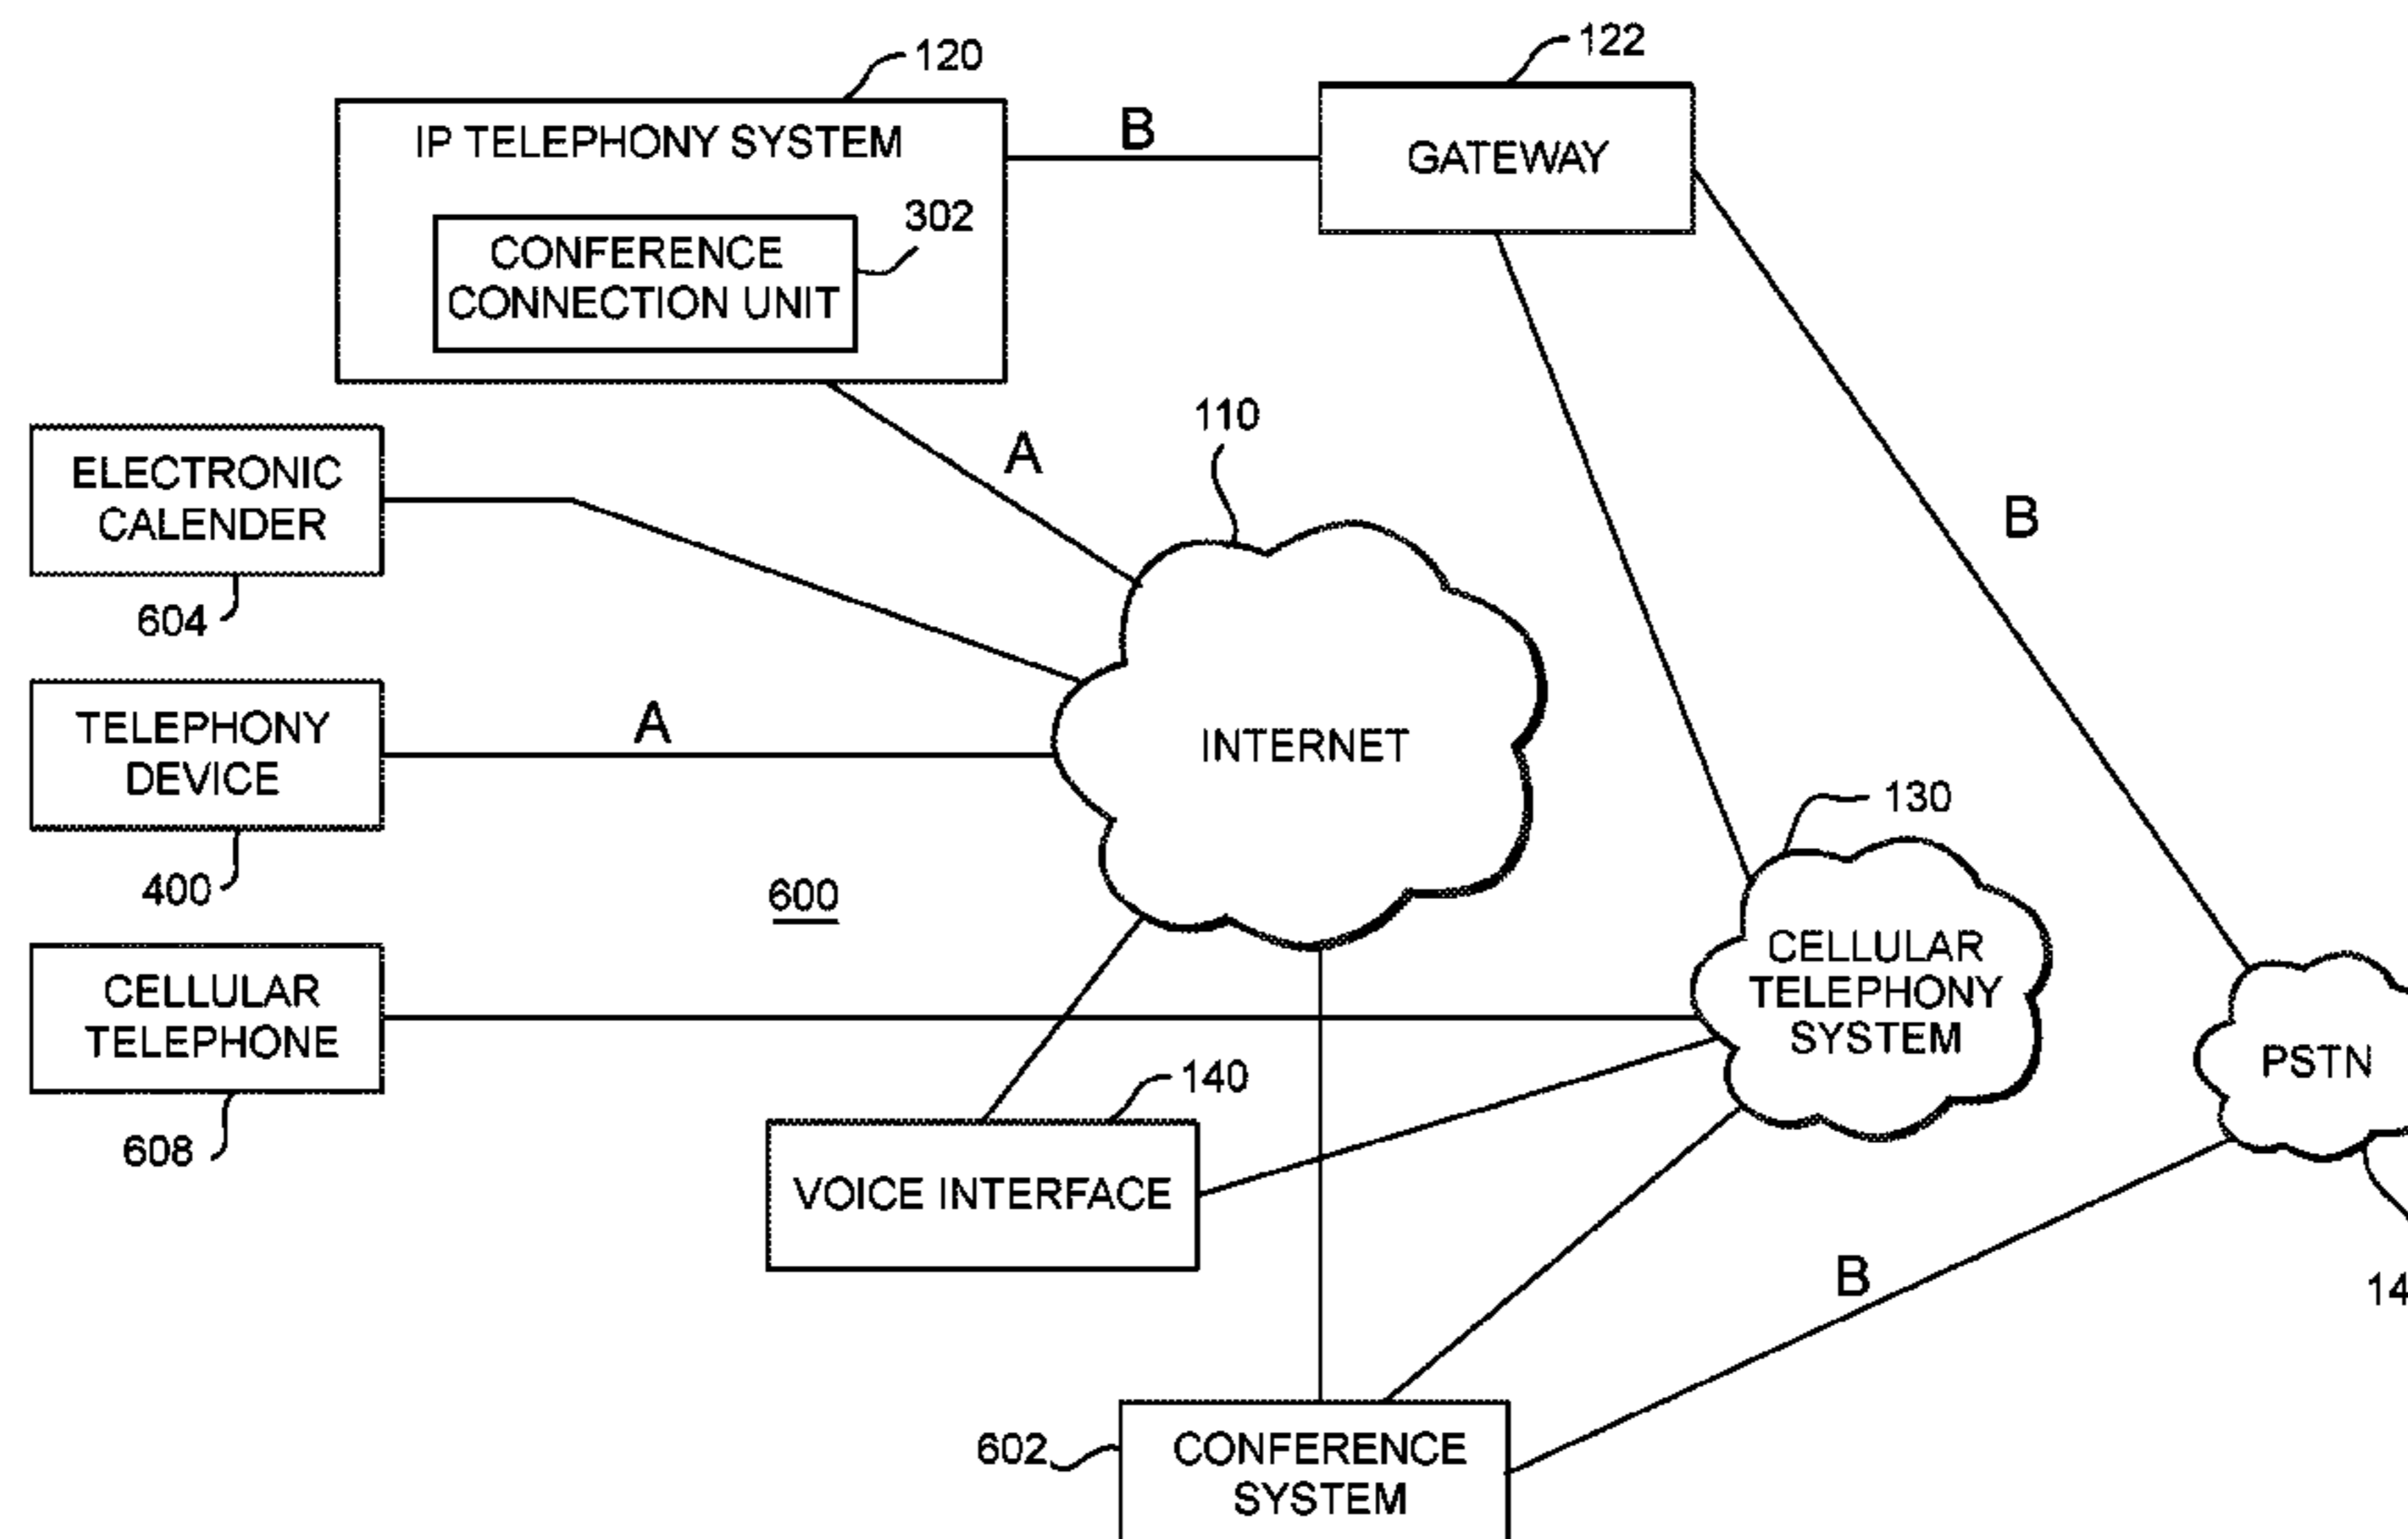 120
122
IP TELEPHONY SYSTEM
B
GATEWAY
302
CONFERENCE
CONNECTION UNIT
110
A
ELECTRONIC
CALENDER
B
604
TELEPHONY
DEVICE
A
INTERNET
130
400
600
CELLULAR
TELEPHONE
CELLULAR
TELEPHONY
SYSTEM
PSTN
140
608
VOICE INTERFACE
B
14
602
CONFERENCE
SYSTEM